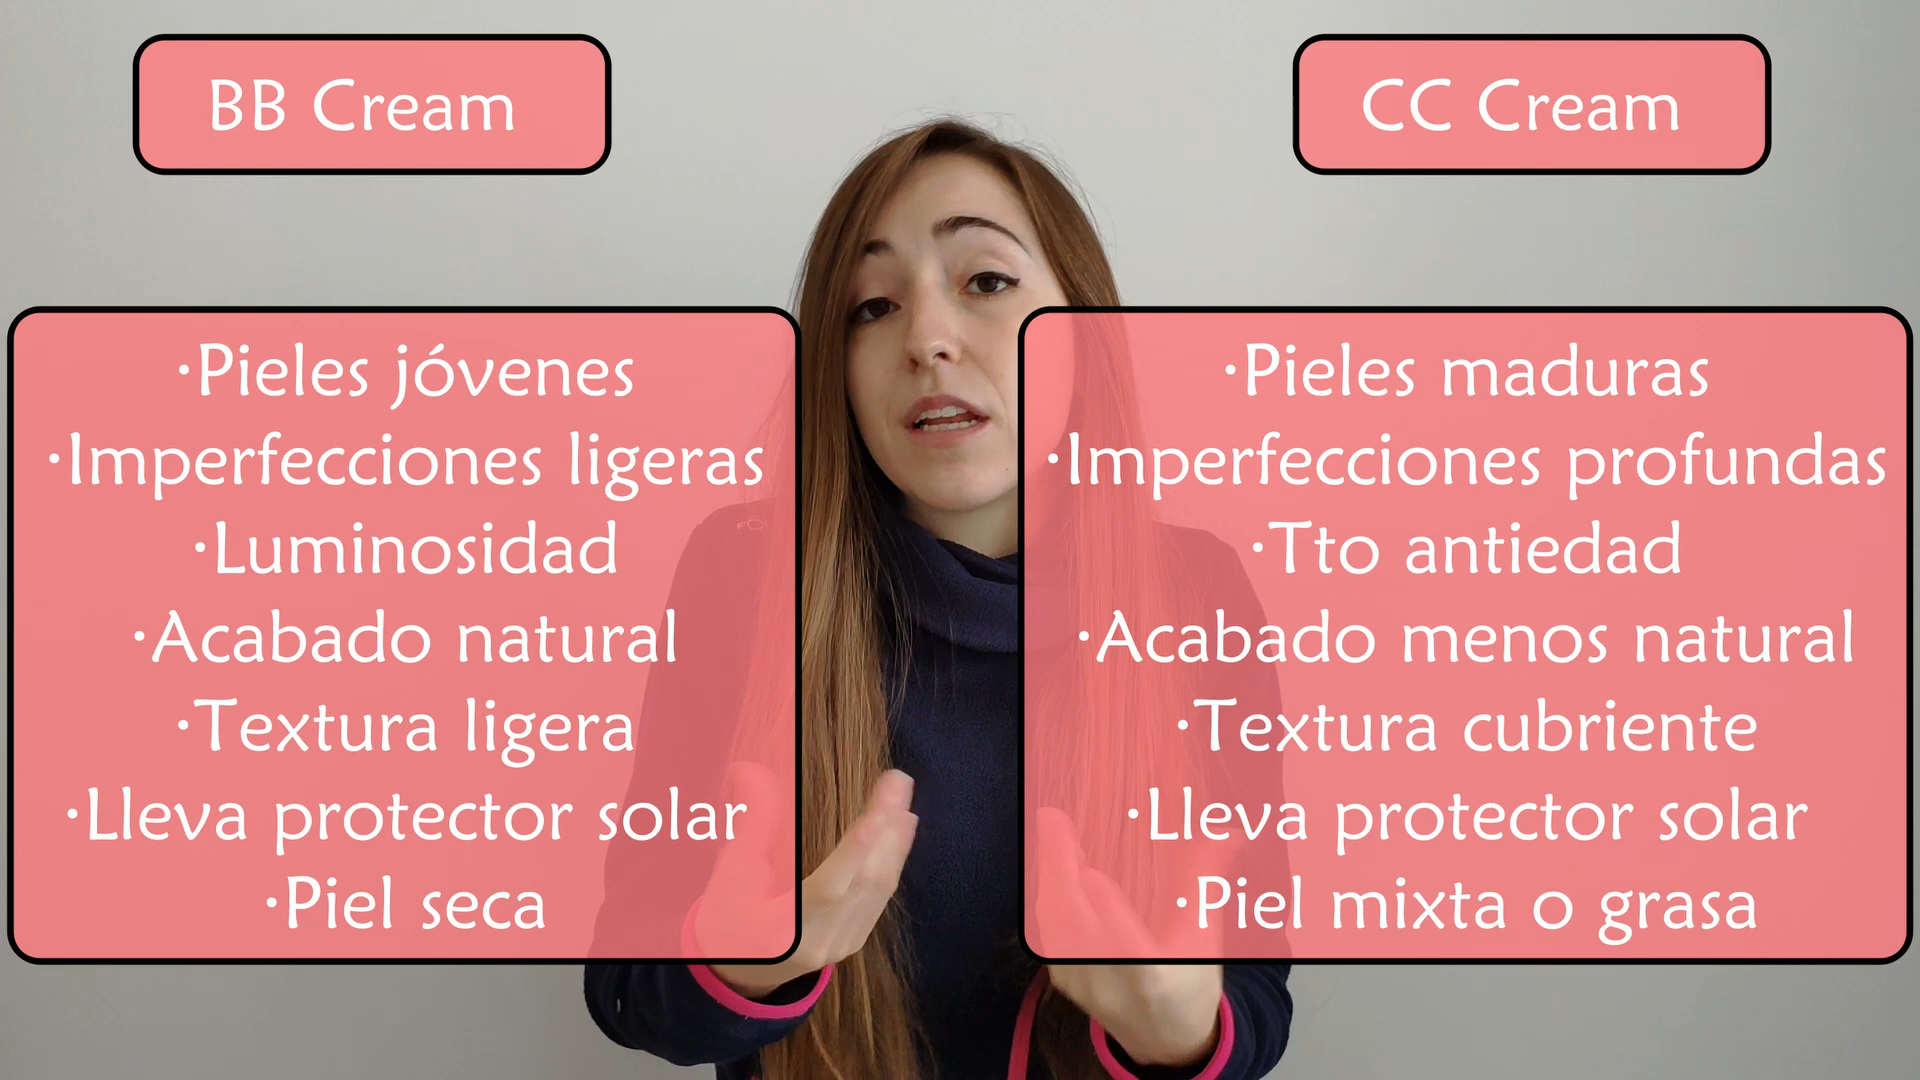 BB Cream
·Pieles jóvenes
·Imperfecciones ligeras
·Luminosidad
·Acabado natural
·Textura ligera
·Lleva protector solar
·Piel seca
CC Cream
·Pieles maduras
·Imperfecciones profundas
·Tto antiedad
·Acabado menos natural
·Textura cubriente
·Lleva protector solar
·Piel mixta o grasa